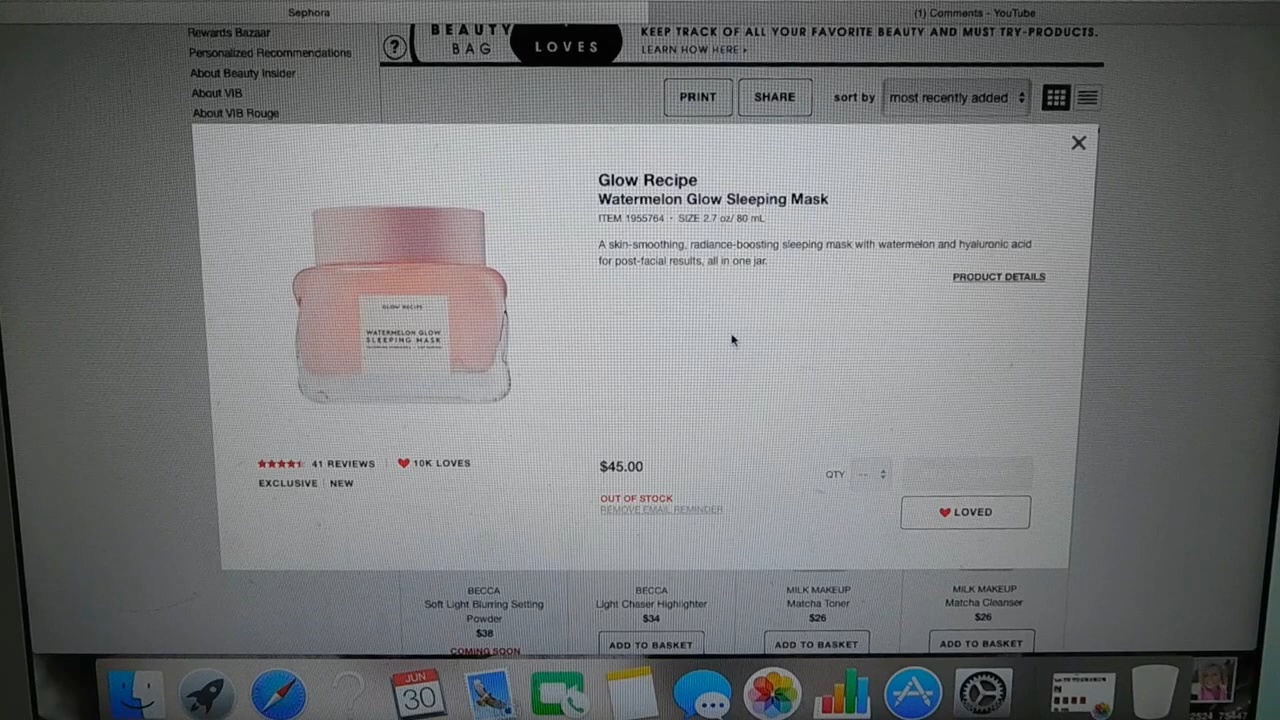 Sephora
(1) Comments - YouTube
Rewards Bazaar
Personalized Recommendations
About Beauty Insider
About VIB
About VIB Rouge
?
BEAUTY
BAG
LOVES
KEEP TRACK OF ALL YOUR FAVORITE BEAUTY AND MUST TRY-PRODUCTS.
LEARN HOW HERE
PRINT
SHARE
sort by
most recently added
Glow Recipe
Watermelon Glow Sleeping Mask
ITEM 1955764 • SIZE 2.7 oz/ 80 mL
A skin-smoothing, radiance-boosting sleeping mask with watermelon and hyaluronic acid
for post-facial results, all in one jar.
PRODUCT DETAILS
GLOW RECIPE
WATERMELON GLOW
SLEEPING MASK
41 REVIEWS
10K LOVES
EXCLUSIVE | NEW
$45.00
OUT OF STOCK
REMOVE EMAIL REMINDER
QTY
--
LOVED
BECCA
Soft Light Blurring Setting
Powder
$38
COMING SOON
BECCA
Light Chaser Highlighter
$34
ADD TO BASKET
MILK MAKEUP
Matcha Toner
$26
ADD TO BASKET
MILK MAKEUP
Matcha Cleanser
$26
ADD TO BASKET
JUN
30